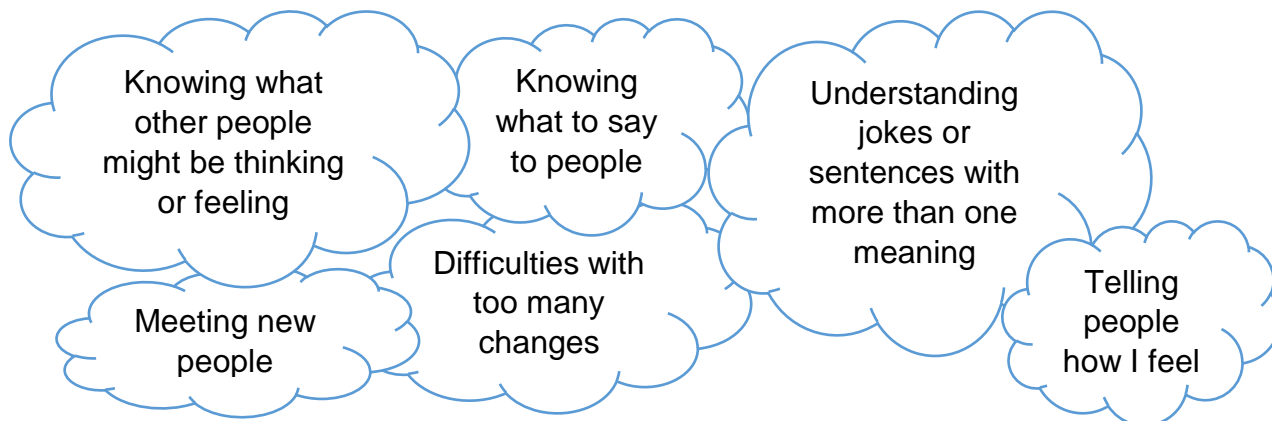 Knowing what
other people
might be thinking
or feeling
Knowing
what to say
to people
Understanding
jokes or
sentences with
more than one
meaning
Meeting new
people
Difficulties with
too many
changes
Telling
people
how I feel